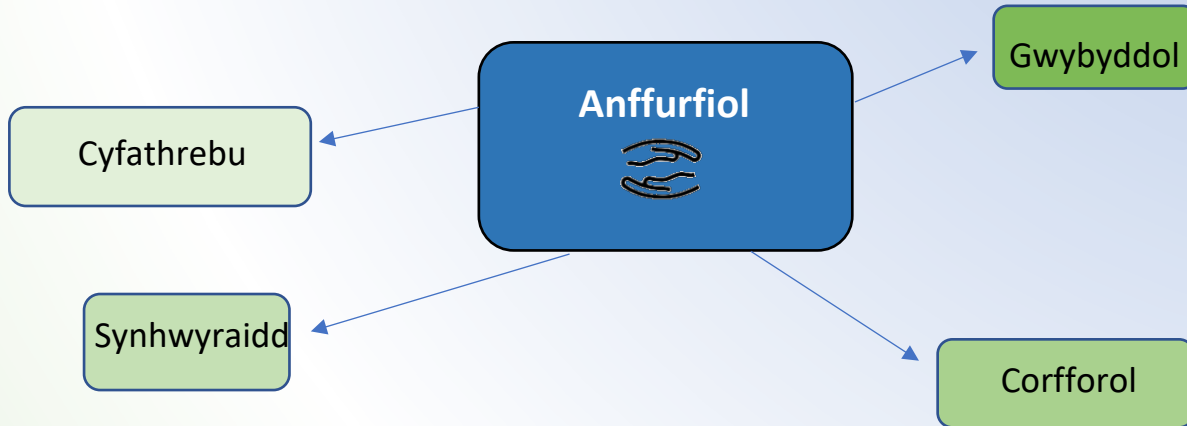 Anffurfiol
Gwybyddol
Cyfathrebu
Synhwyraidd
Corfforol